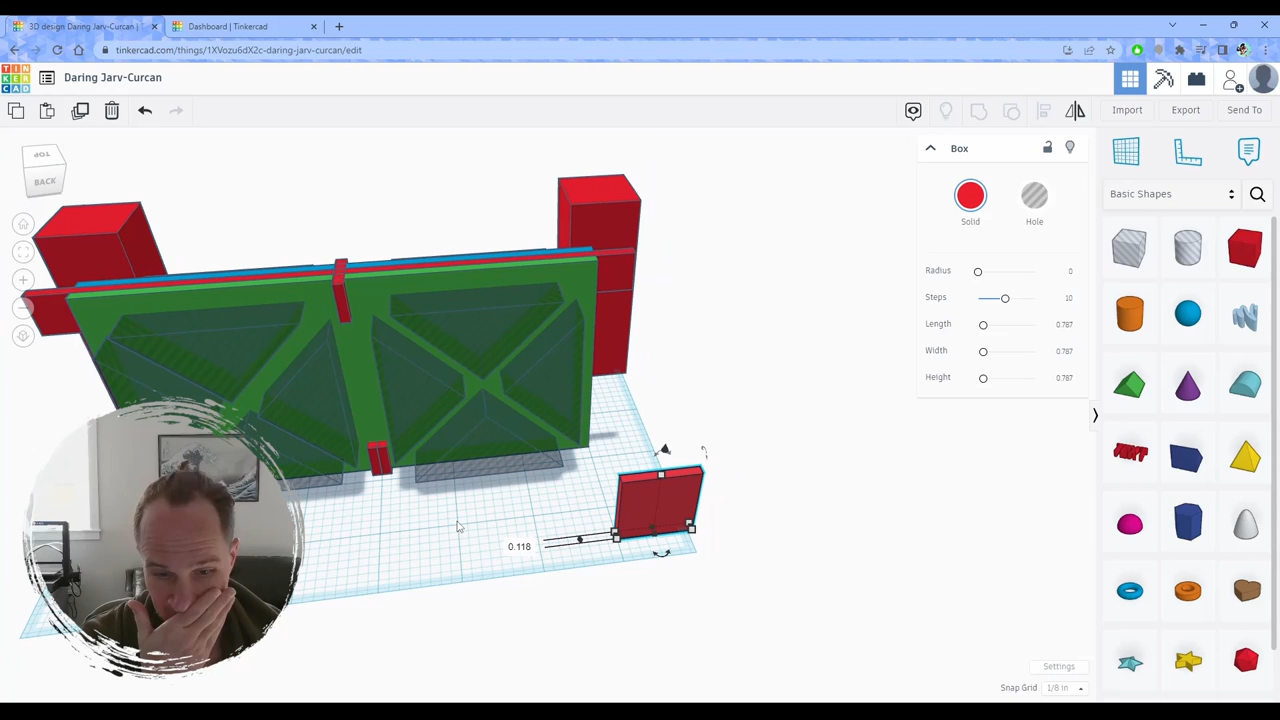 3D design Daring Jarv-Curcan |
Dashboard | Tinkercad
tinkercad.com/things/1XVozu6dX2c-daring-jarv-curcan/edit
TIN
KER
CAD
Daring Jarv-Curcan
Import
Export
Send To
TOP
BACK
Box
Solid
Hole
Radius
0
Steps
10
Length
0.787
Width
0.787
Height
0.787
Basic Shapes
0.118
Settings
Snap Grid
1/8 in